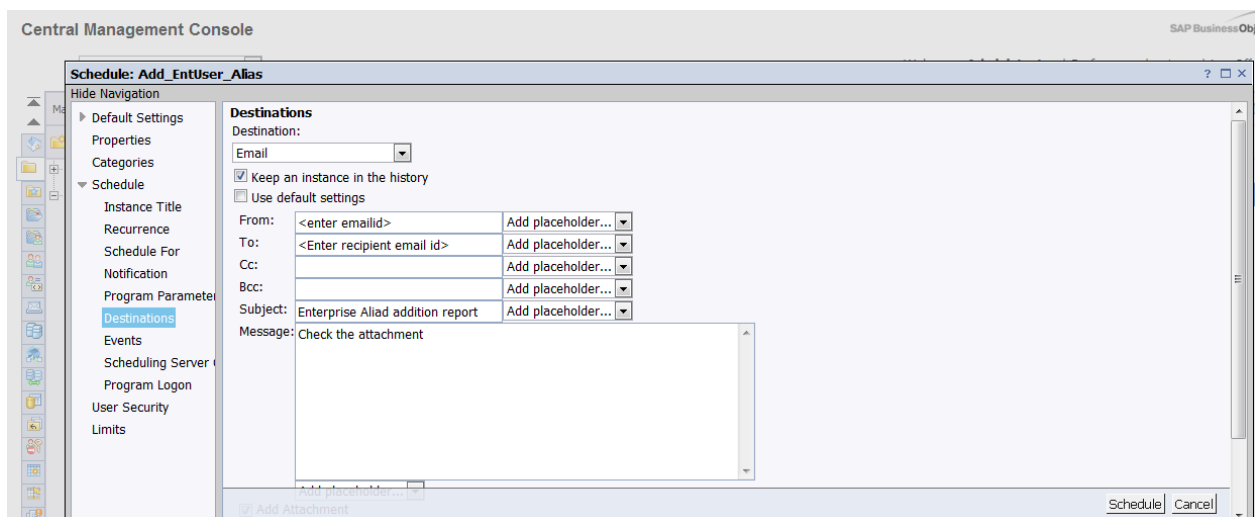 Central Management Console
SAP BusinessObj
Schedule: Add_EntUser_Alias
? □ ×
Hide Navigation
Ma
Default Settings
Properties
Categories
Schedule
Instance Title
Recurrence
Schedule For
Notification
Program Parameter
Destinations
Events
Scheduling Server
Program Logon
User Security
Limits
Destinations
Destination:
Email
Keep an instance in the history
Use default settings
From: <enter emailid> Add placeholder...
To: <Enter recipient email id> Add placeholder...
Cc: Add placeholder...
Bcc: Add placeholder...
Subject: Enterprise Aliad addition report Add placeholder...
Message: Check the attachment
Add placeholder...
Add Attachment
Schedule Cancel